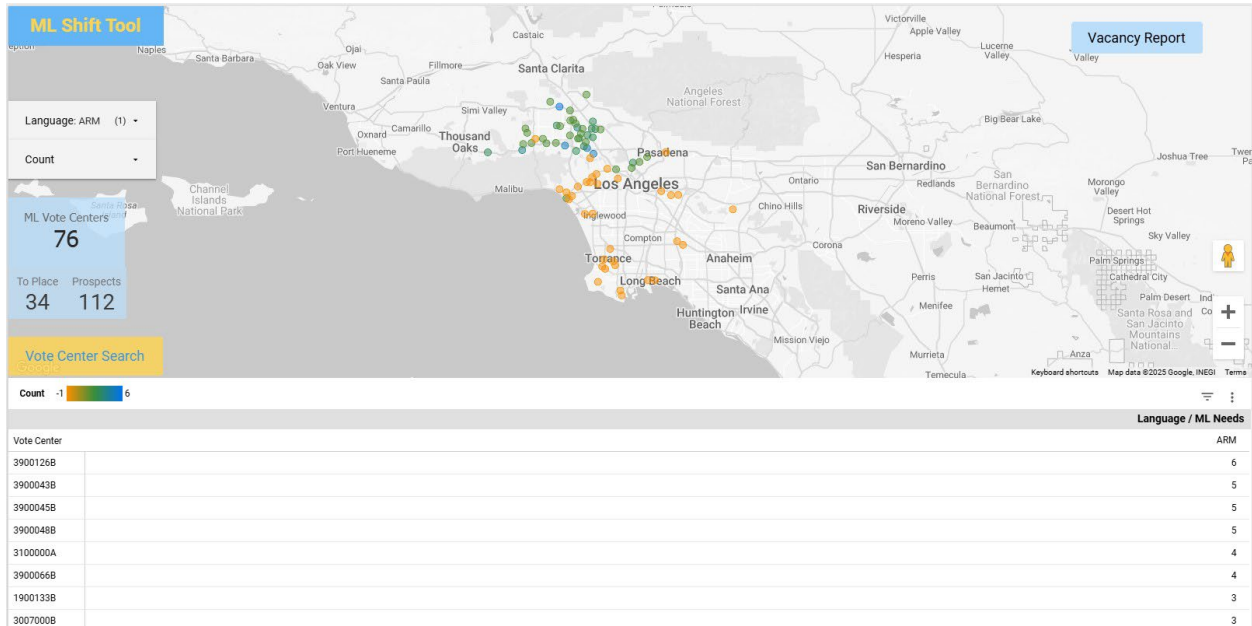 ML Shift Tool
Vacancy Report
Language: ARM (1)
Count
ML Vote Centers
76
To Place Prospects
34 112
Vote Center Search
Google
Naples
Santa Barbara
Ojai
Oak View
Fillmore
Santa Paula
Castaic
Santa Clarita
Ventura
Simi Valley
Oxnard
Camarillo
Thousand
Oaks
Port Hueneme
Channel
Islands
National Park
Santa Rosa
Malibu
Angeles
National Forest
Pasadena
Los Angeles
Inglewood
Compton
Torrance
Long Beach
Anaheim
Santa Ana
Huntington
Beach
Irvine
Mission Viejo
Ontario
Chino Hills
Corona
Victorville
Apple Valley
Hesperia
Lucerne
Valley
Valley
Big Bear Lake
San Bernardino
Redlands
San
Bernardino
National Forest
Riverside
Moreno Valley
Beaumont
Joshua Tree
Morongo
Valley
Desert Hot
Springs
Sky Valley
Palm Springs
Cathedral City
Palm Desert
Perris
San Jacinto
Hemet
Menifee
Murrieta
Temecula
Santa Rosa and
San Jacinto
Mountains
National...
Anza
Keyboard shortcuts Map data ©2025 Google, INEGI Terms
Count -1 6
Language / ML Needs
Vote Center ARM
3900126B 6
3900043B 5
3900045B 5
3900048B 5
3100000A 4
3900066B 4
1900133B 3
3007000B 3